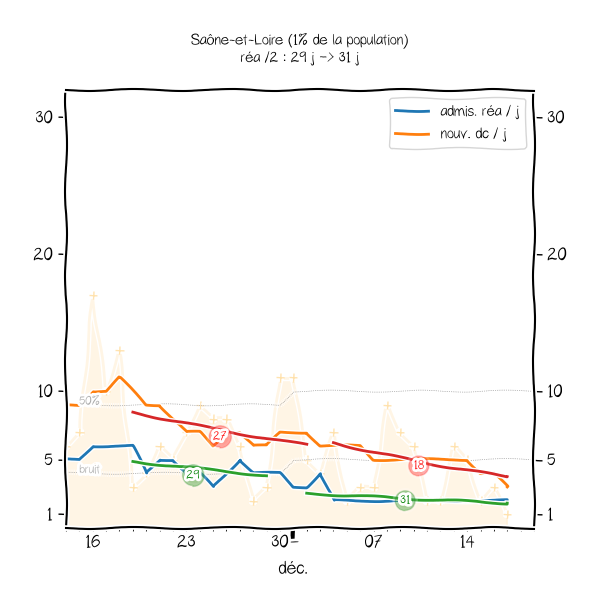 Saône-et-Loire (1% de la population)
réa /2 : 29 j -> 31 j
admis. réa / j
nouv. dc / j
30 30
20 20
10 10
50%
27
5 5
bruit
29
18
31
1 1
16 23 30 07 14
déc.